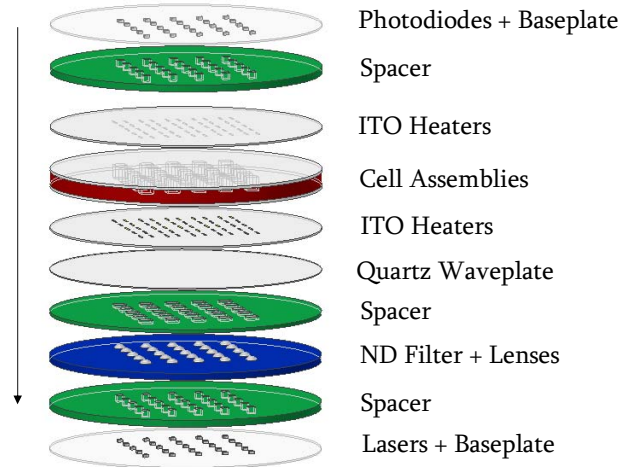 Photodiodes + Baseplate
Spacer
ITO Heaters
Cell Assemblies
ITO Heaters
Quartz Waveplate
Spacer
ND Filter + Lenses
Spacer
Lasers + Baseplate